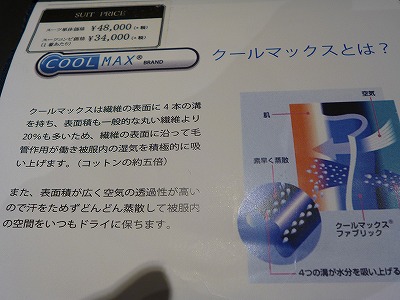 SUIT PRICE
スーツ単体価格 ¥48,000(+税)
スーツコンビ価格 ¥34,000(+税)
(1着あたり)
COOLMAX® BRAND
クールマックスとは？
クールマックスは繊維の表面に4本の溝
を持ち、表面積も一般的な丸い繊維より
20%も多いため、繊維の表面に沿って毛
管作用が働き被服内の湿気を積極的に吸
い上げます。（コットンの約五倍）
また、表面積が広く空気の透過性が高い
ので汗をためずどんどん蒸散して被服内
の空間をいつもドライに保ちます。
空気
肌
素早く蒸散
クールマックス®
ファブリック
4つの溝が水分を吸い上げる